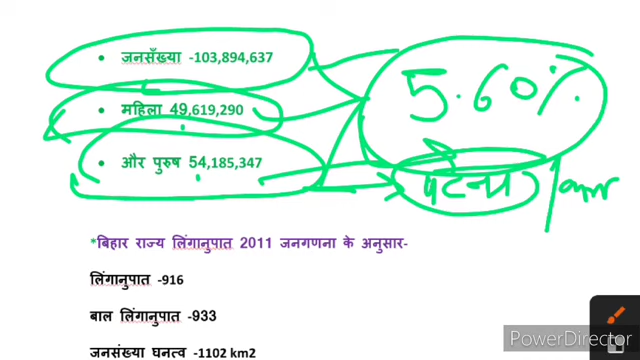 • जनसँख्या -103,894,637
• महिला 49,619,290
• और पुरुष 54,185,347
5.60%
पटना
*बिहार राज्य लिंगानुपात 2011 जनगणना के अनुसार-
लिंगानुपात -916
बाल लिंगानुपात -933
जनसंख्या घनत्व -1102 km2
PowerDirector